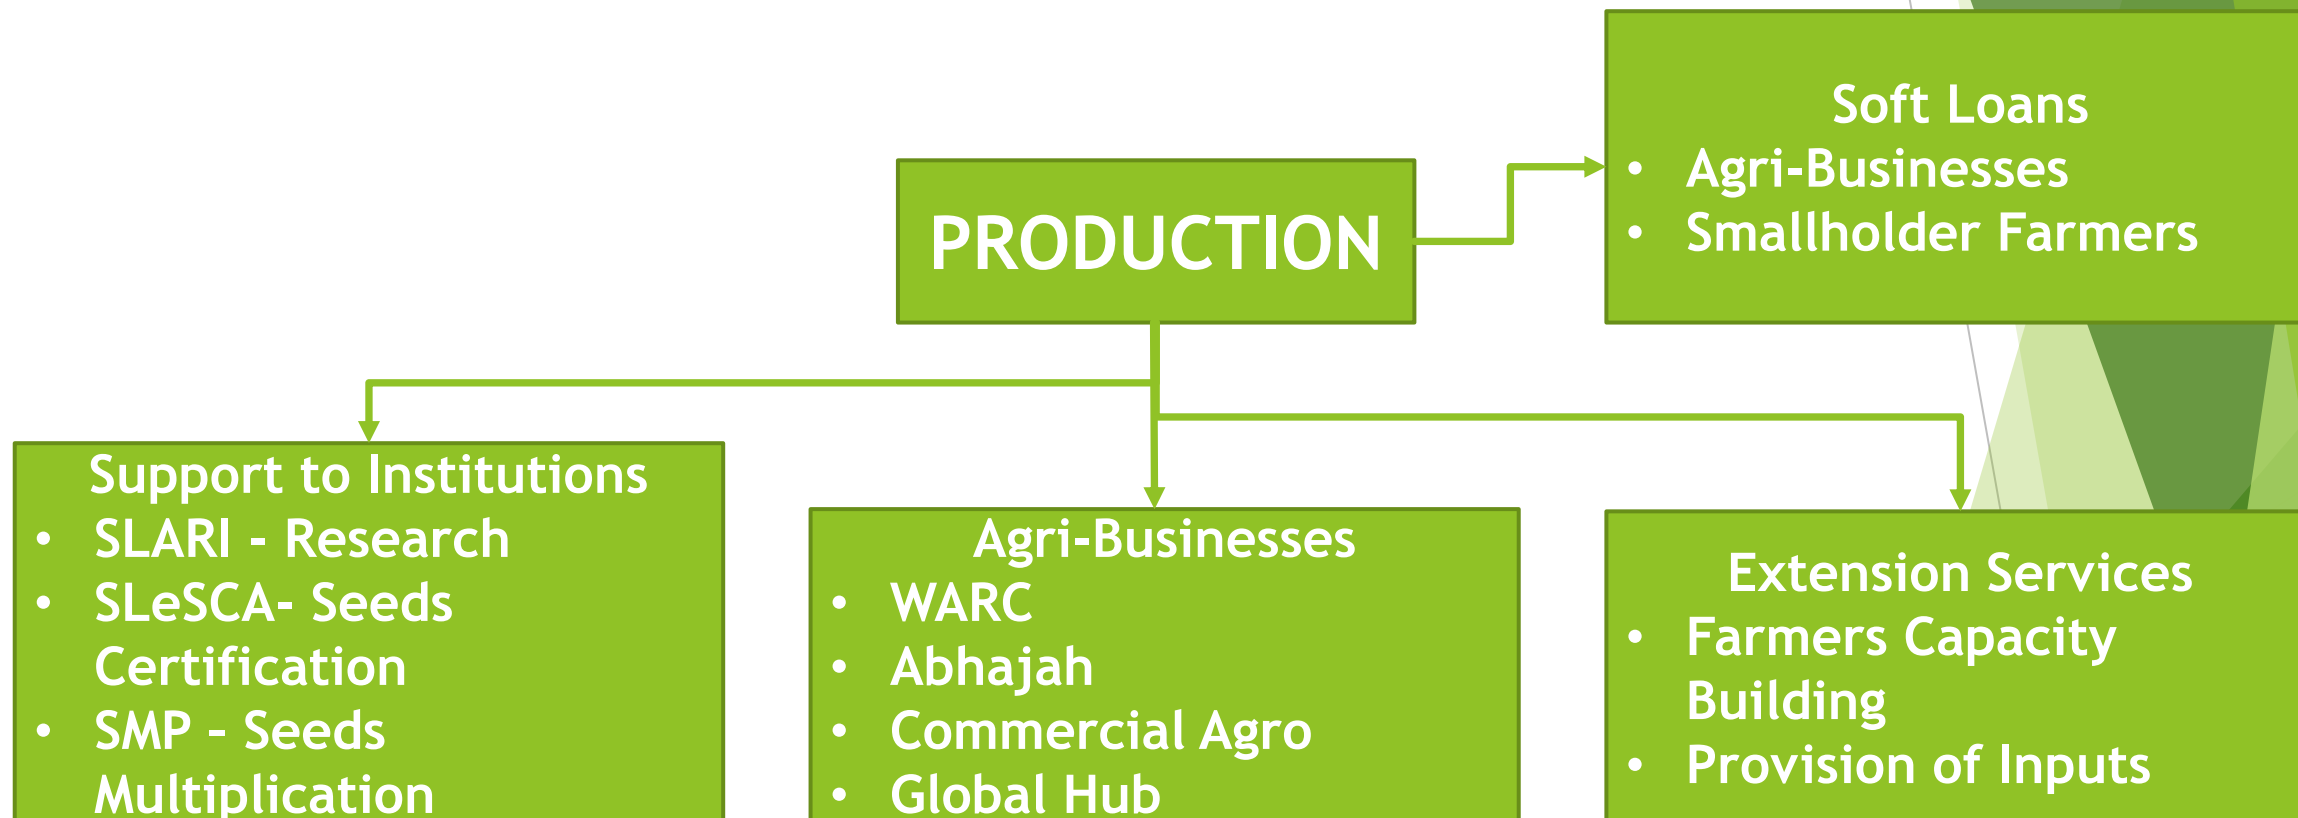 Soft Loans
• Agri-Businesses
• Smallholder Farmers
PRODUCTION
Support to Institutions
• SLARI - Research
• SLeSCA- Seeds
Certification
• SMP – Seeds
Multiplication
Agri-Businesses
• WARC
• Abhajah
• Commercial Agro
• Global Hub
Extension Services
• Farmers Capacity
Building
• Provision of Inputs